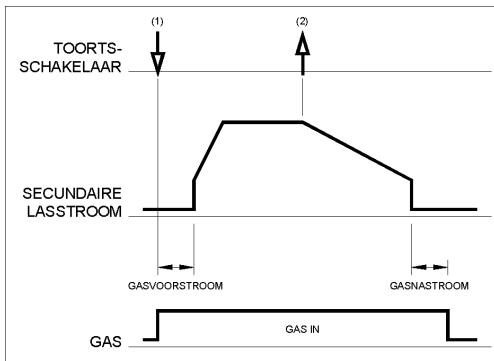 (1) (2)
TOORTS-
SCHAKELAAR
SECUNDAIRE
LASSTROOM
GASVOORSTROOM GASNASTROOM
GAS IN
GAS